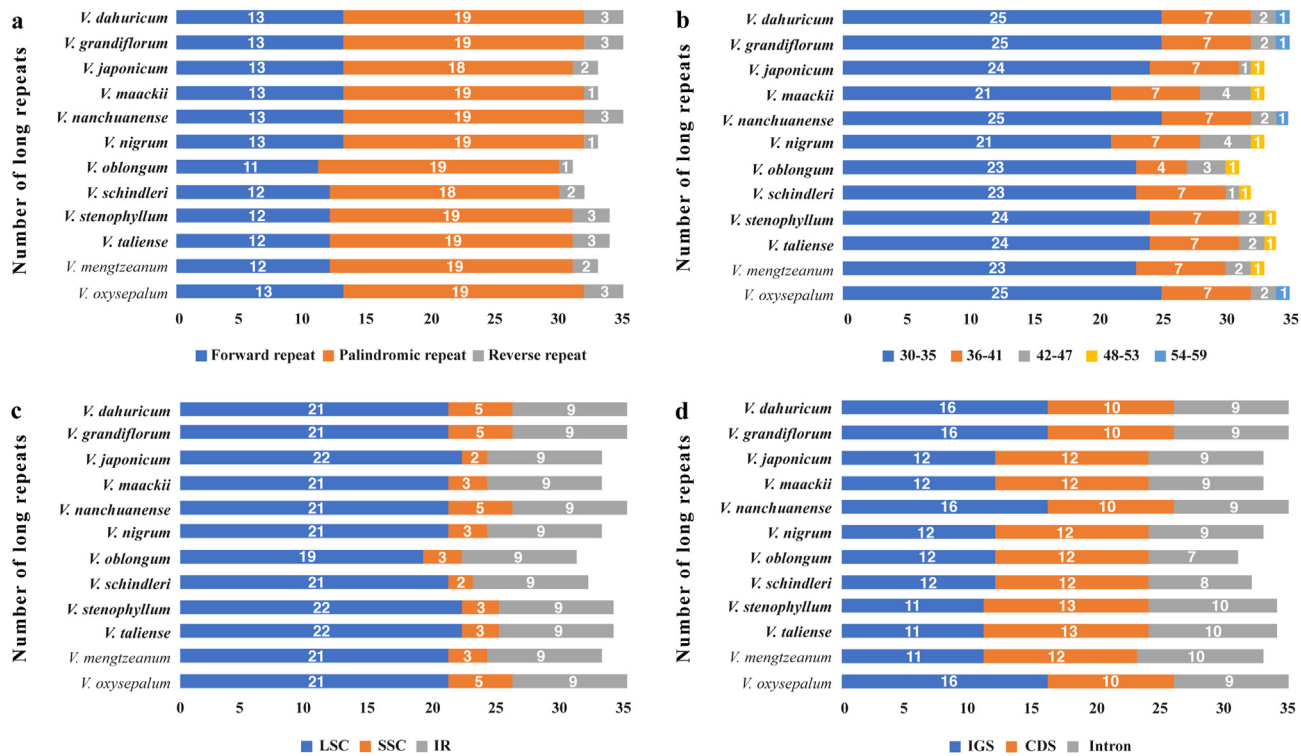 a
Number of long repeats
V. dahuricum 13 19 3
V. grandiflorum 13 19 3
V. japonicum 13 18 2
V. maackii 13 19 1
V. nanchuanense 13 19 3
V. nigrum 13 19 1
V. oblongum 11 19 1
V. schindleri 12 18 2
V. stenophyllum 12 19 3
V. taliense 12 19 3
V. mengtzeanum 12 19 2
V. oxysepalum 13 19 3
0 5 10 15 20 25 30 35
Forward repeat Palindromic repeat Reverse repeat
b
Number of long repeats
V. dahuricum 25 7 2 1
V. grandiflorum 25 7 2 1
V. japonicum 24 7 1 1
V. maackii 21 7 4 1
V. nanchuanense 25 7 2 1
V. nigrum 21 7 4 1
V. oblongum 23 4 3 1
V. schindleri 23 7 1 1
V. stenophyllum 24 7 2 1
V. taliense 24 7 2 1
V. mengtzeanum 23 7 2 1
V. oxysepalum 25 7 2 1
0 5 10 15 20 25 30 35
30-35 36-41 42-47 48-53 54-59
c
Number of long repeats
V. dahuricum 21 5 9
V. grandiflorum 21 5 9
V. japonicum 22 2 9
V. maackii 21 3 9
V. nanchuanense 21 5 9
V. nigrum 21 3 9
V. oblongum 19 3 9
V. schindleri 21 2 9
V. stenophyllum 22 3 9
V. taliense 22 3 9
V. mengtzeanum 21 3 9
V. oxysepalum 21 5 9
0 5 10 15 20 25 30 35
LSC SSC IR
d
Number of long repeats
V. dahuricum 16 10 9
V. grandiflorum 16 10 9
V. japonicum 12 12 9
V. maackii 12 12 9
V. nanchuanense 16 10 9
V. nigrum 12 12 9
V. oblongum 12 12 7
V. schindleri 12 12 8
V. stenophyllum 11 13 10
V. taliense 11 13 10
V. mengtzeanum 11 12 10
V. oxysepalum 16 10 9
0 5 10 15 20 25 30 35
IGS CDS Intron